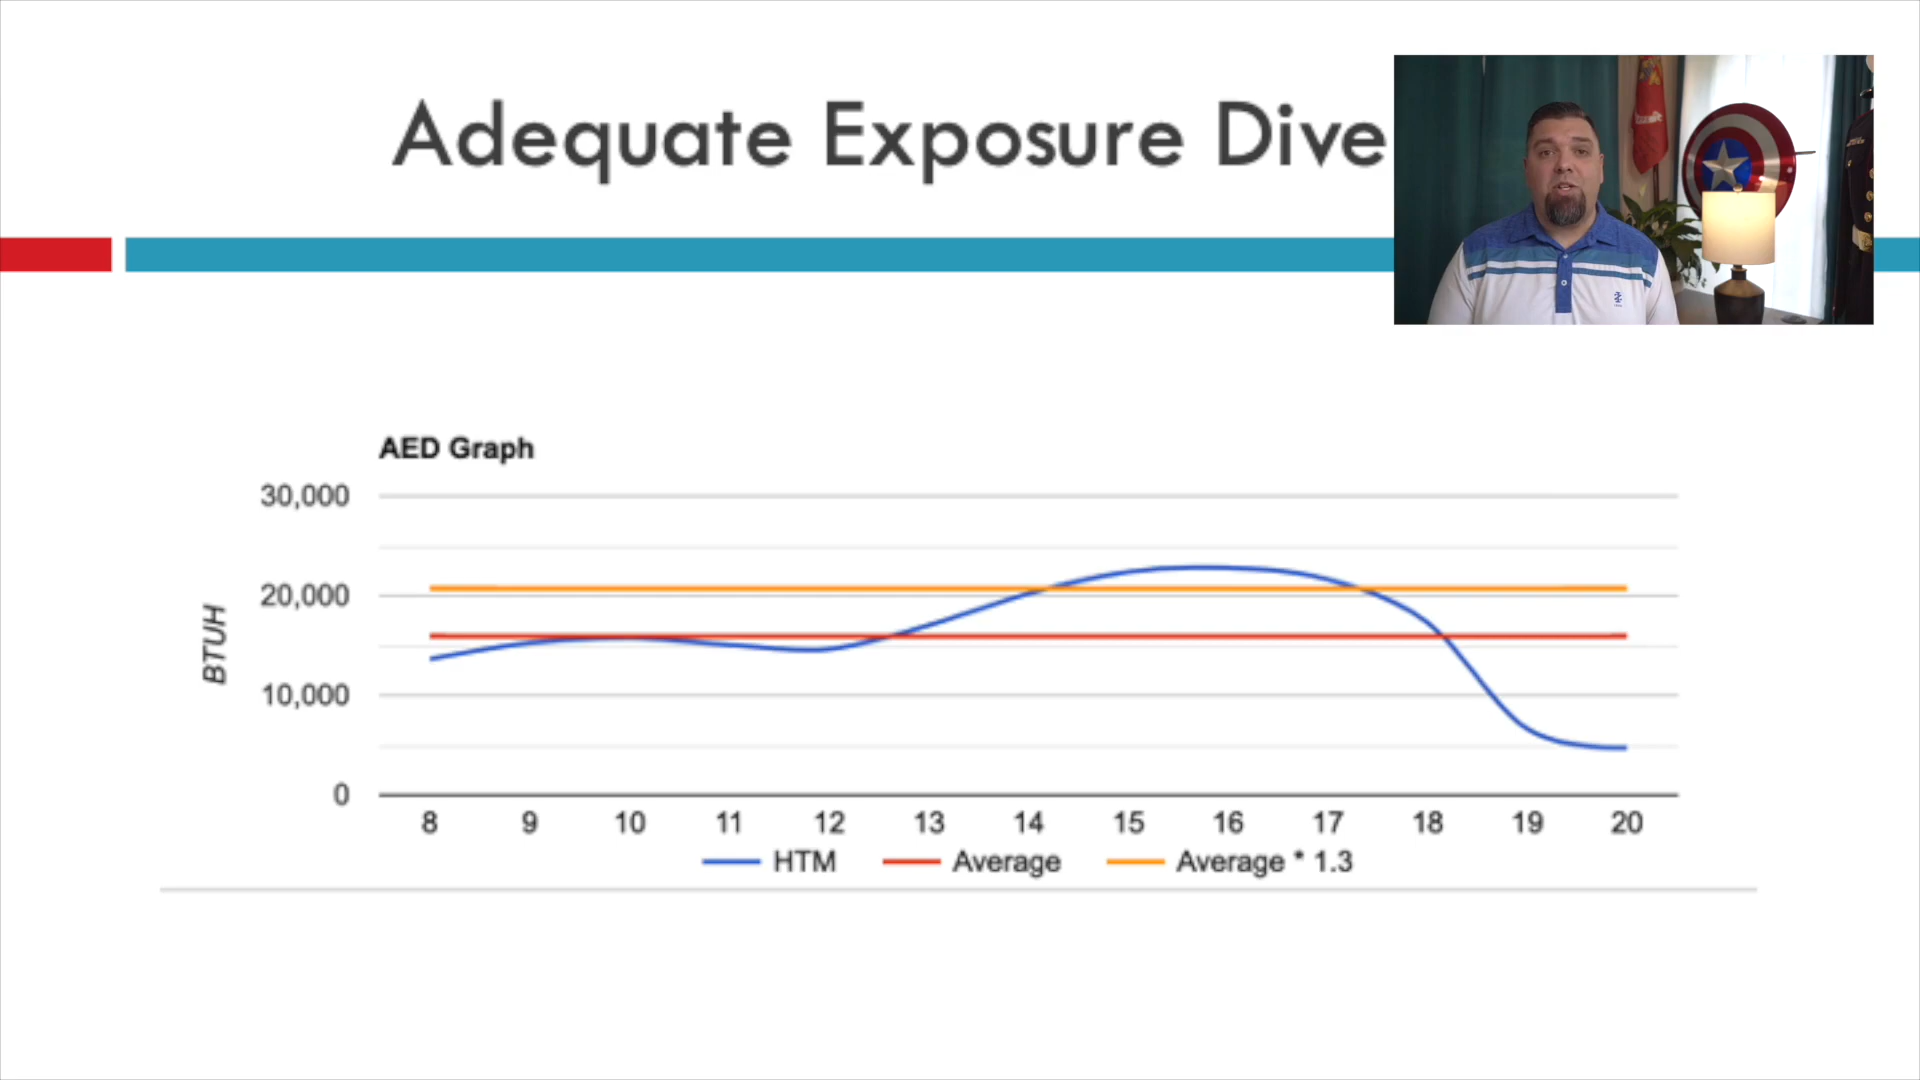 Adequate Exposure Dive
AED Graph
30,000
20,000
10,000
0
BTUH
8 9 10 11 12 13 14 15 16 17 18 19 20
HTM Average Average * 1.3